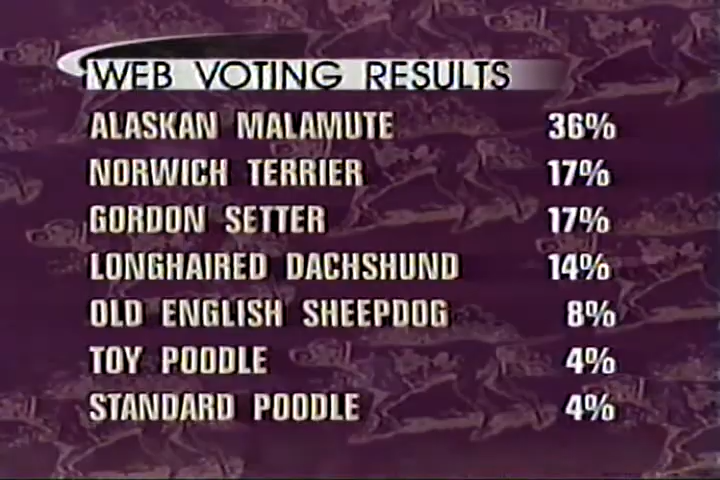 WEB VOTING RESULTS
ALASKAN MALAMUTE 36%
NORWICH TERRIER 17%
GORDON SETTER 17%
LONGHAIRED DACHSHUND 14%
OLD ENGLISH SHEEPDOG 8%
TOY POODLE 4%
STANDARD POODLE 4%